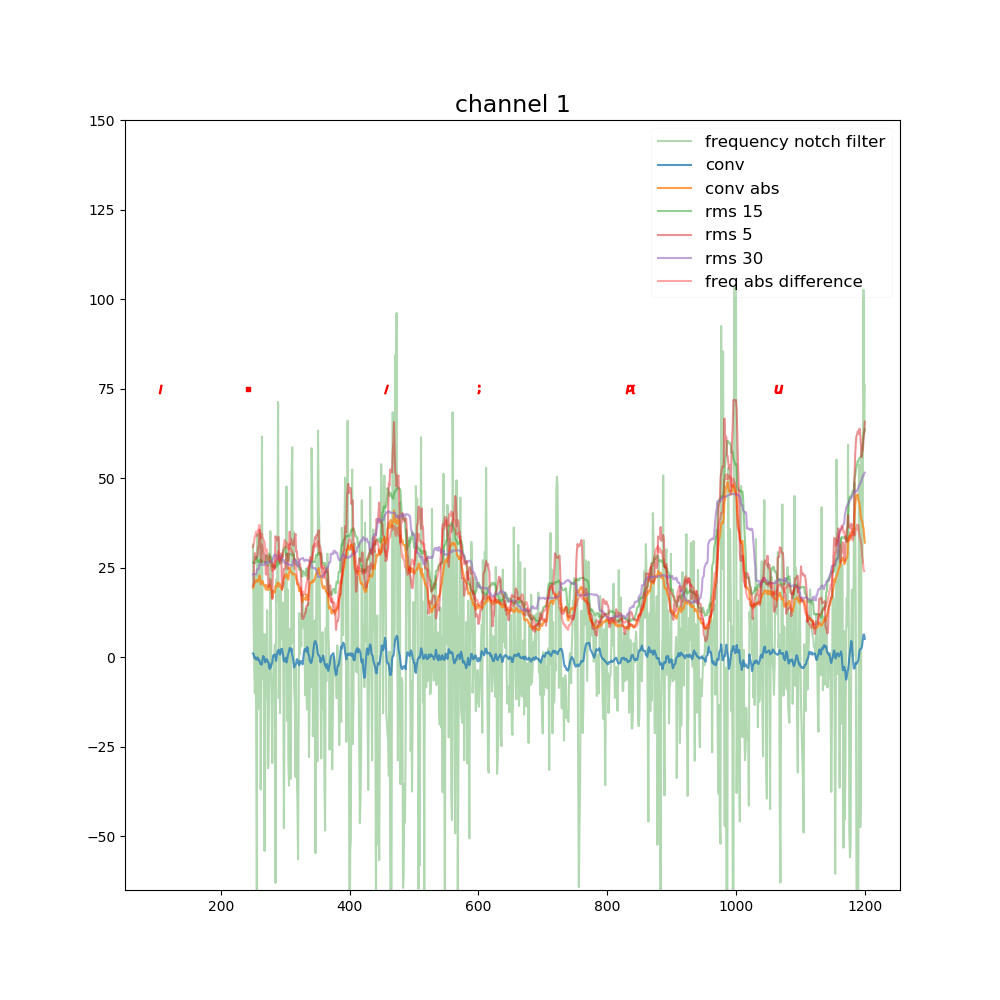 channel 1
150
frequency notch filter
conv
125
conv abs
rms 15
rms 5
rms 30
freq abs difference
100
75
/ ; u
50
25
0
−25
−50
200 400 600 800 1000 1200